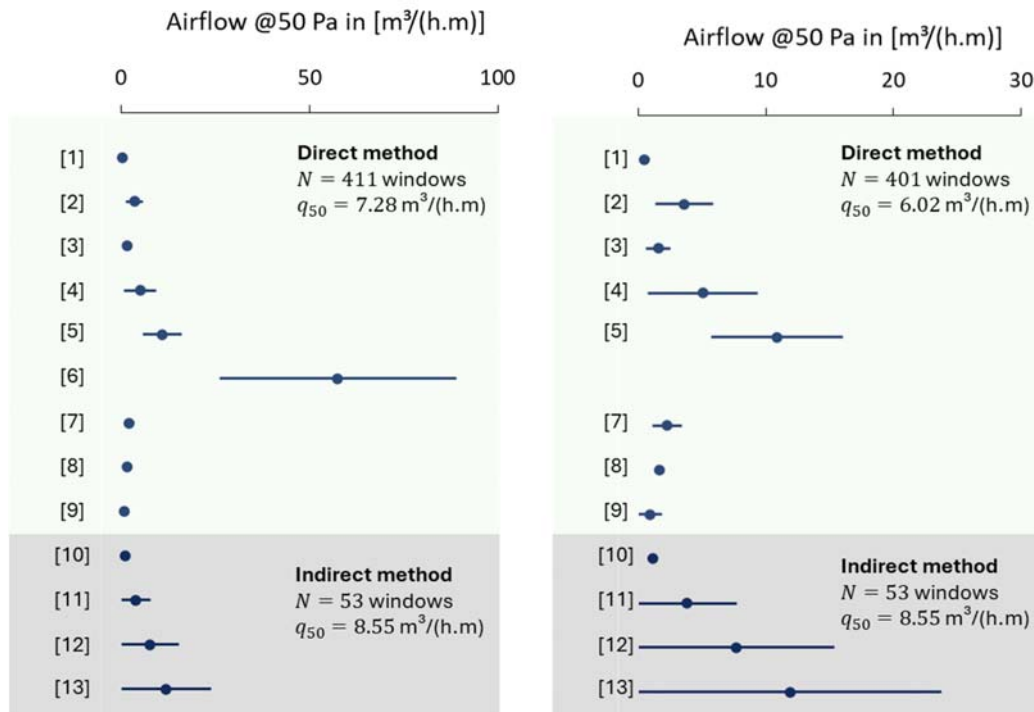 Airflow @50 Pa in [m³/(h.m)]
0 50 100
[1]
[2]
[3]
[4]
[5]
[6]
[7]
[8]
[9]
[10]
[11]
[12]
[13]
Direct method
N = 411 windows
q₅₀ = 7.28 m³/(h.m)
Indirect method
N = 53 windows
q₅₀ = 8.55 m³/(h.m)
Airflow @50 Pa in [m³/(h.m)]
0 10 20 30
[1]
[2]
[3]
[4]
[5]
[7]
[8]
[9]
[10]
[11]
[12]
[13]
Direct method
N = 401 windows
q₅₀ = 6.02 m³/(h.m)
Indirect method
N = 53 windows
q₅₀ = 8.55 m³/(h.m)